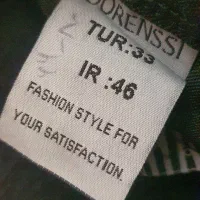 DORENSSI
TUR:33
IR :46
FASHION STYLE FOR
YOUR SATISFACTION.